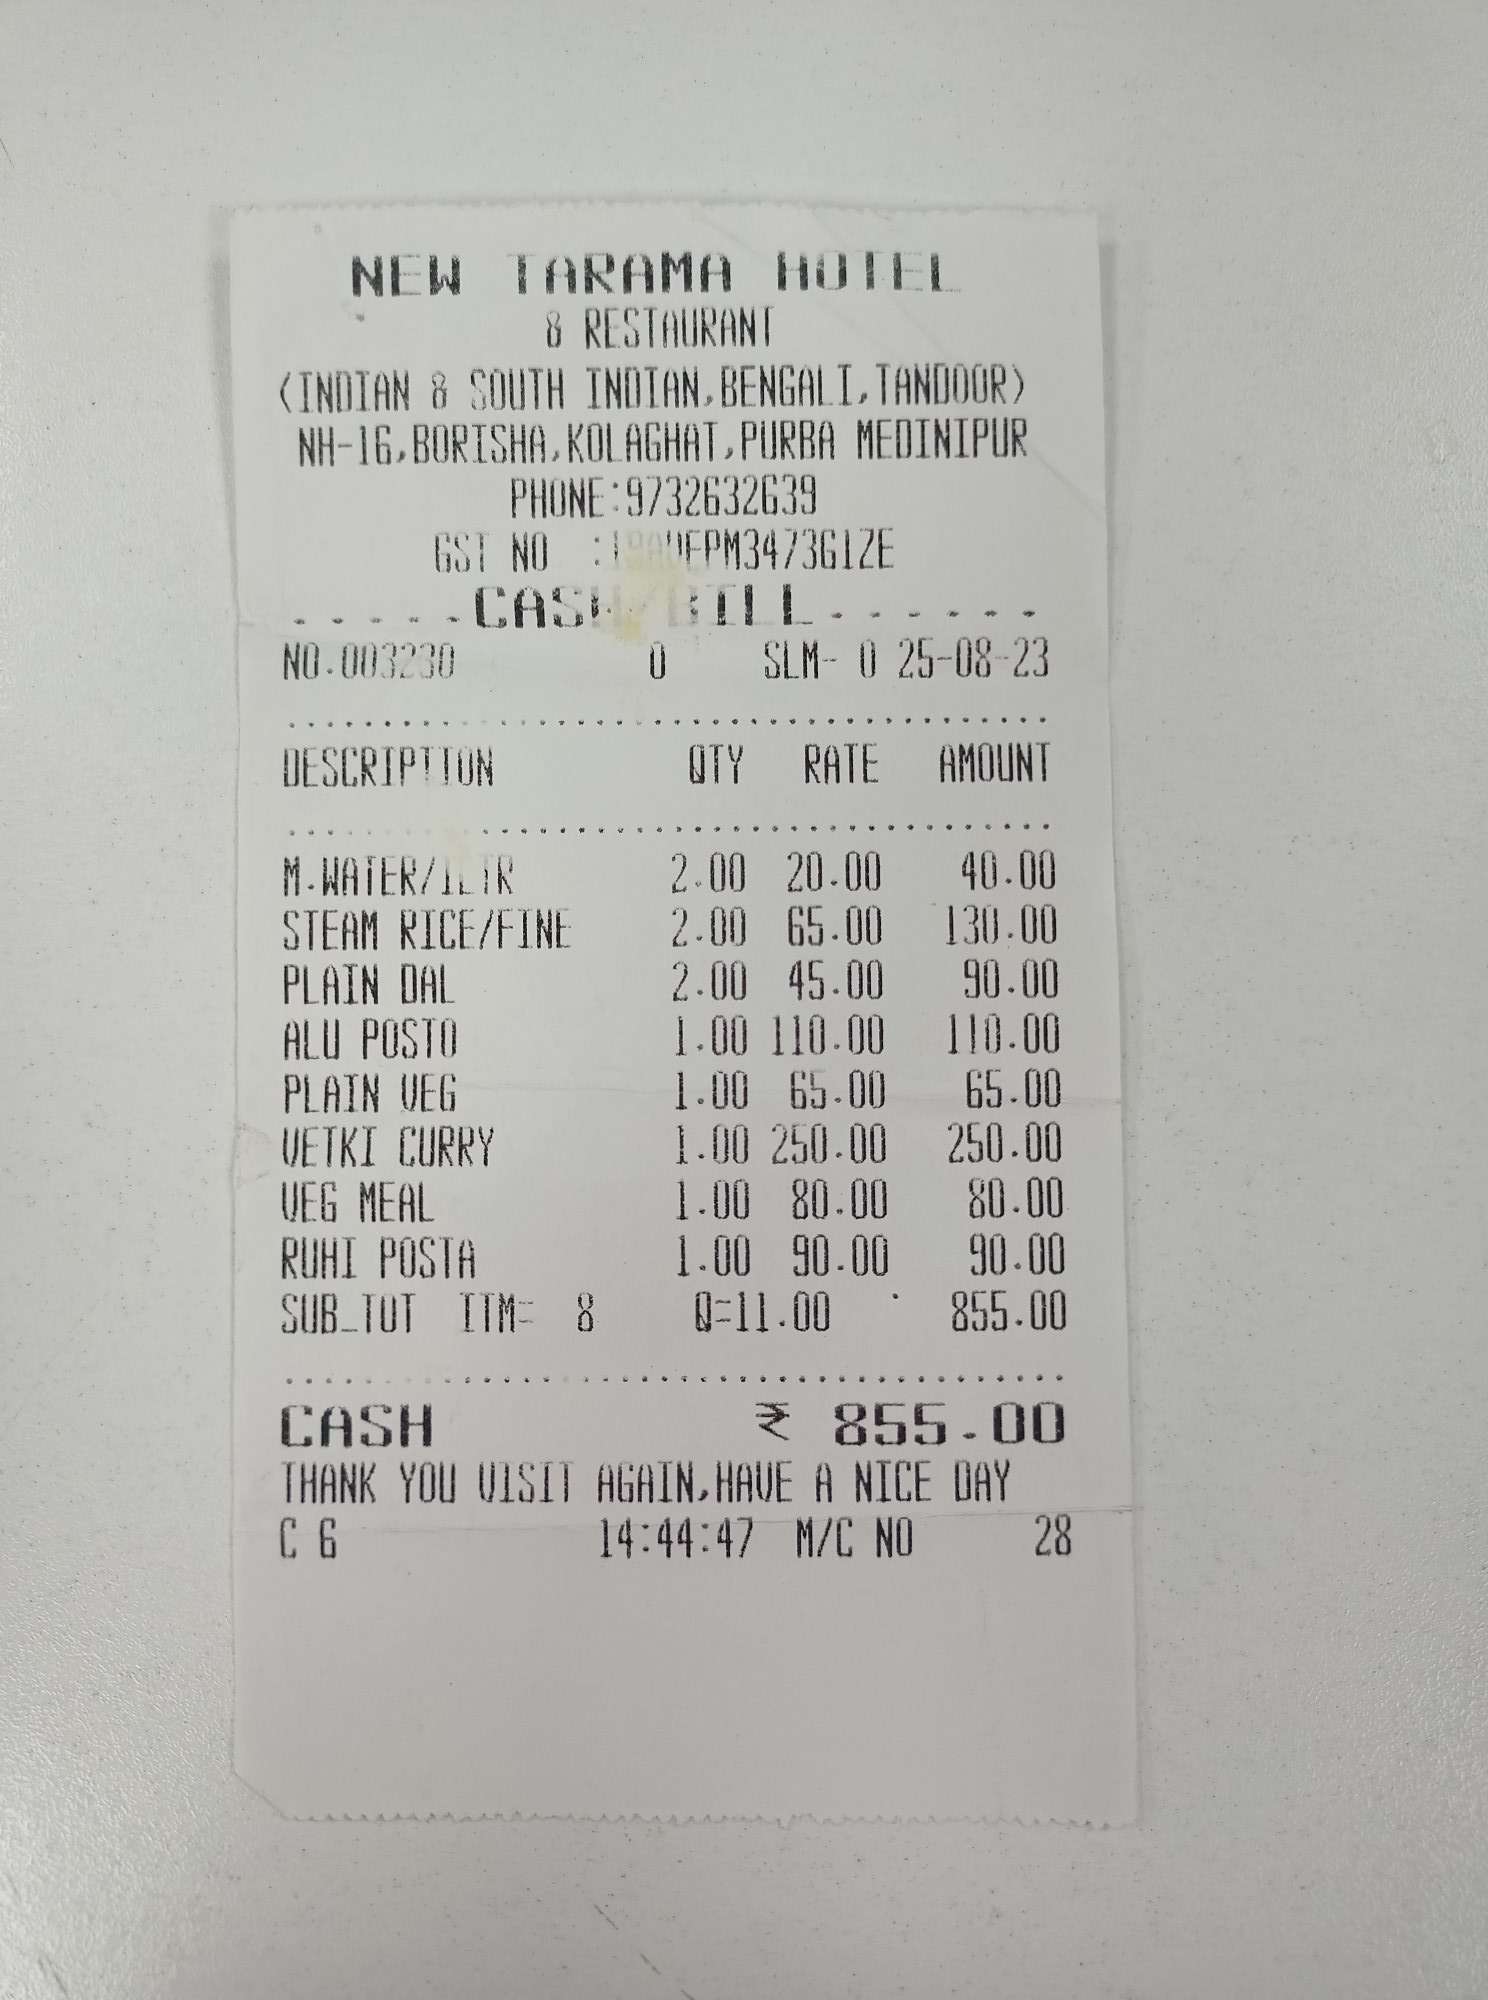 NEW TARAMA HOTEL
& RESTAURANT
(INDIAN & SOUTH INDIAN,BENGALI,TANDOOR)
NH-16,BORISHA,KOLAGHAT,PURBA MEDINIPUR
PHONE:9732632639
GST NO :
.....CASH/BILL......
NO.003230 0 SLM- 0 25-08-23
DESCRIPTION QTY RATE AMOUNT
M.WATER/1LTR 2.00 20.00 40.00
STEAM RICE/FINE 2.00 65.00 130.00
PLAIN DAL 2.00 45.00 90.00
ALU POSTO 1.00 110.00 110.00
PLAIN VEG 1.00 65.00 65.00
VETKI CURRY 1.00 250.00 250.00
VEG MEAL 1.00 80.00 80.00
RUHI POSTA 1.00 90.00 90.00
SUB_TOT ITM= 8 Q=11.00 855.00
CASH ₹ 855.00
THANK YOU VISIT AGAIN,HAVE A NICE DAY
C 6 14:44:47 M/C NO 28